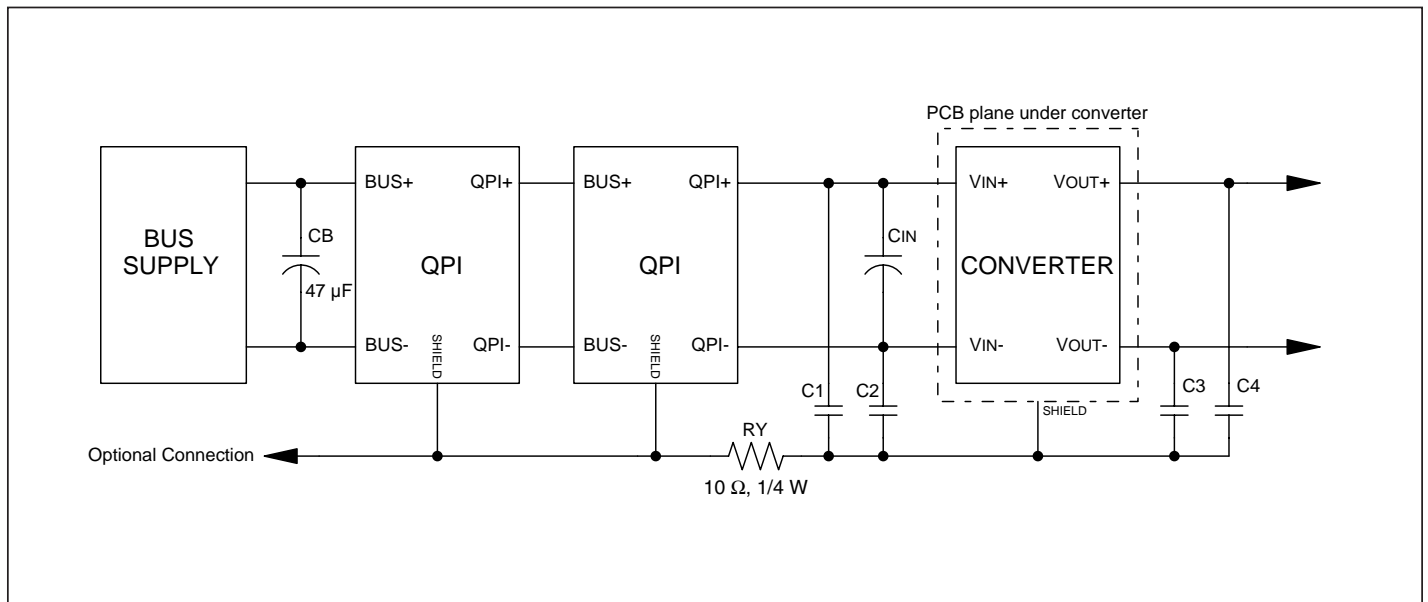 PCB plane under converter
BUS+
QPI+
BUS+
QPI+
VIN+
VOUT+
BUS
SUPPLY
CB
47 µF
QPI
QPI
CIN
CONVERTER
BUS-
SHIELD
QPI-
BUS-
SHIELD
QPI-
VIN-
VOUT-
C1
C2
C3
C4
SHIELD
Optional Connection
RY
10 Ω, 1/4 W